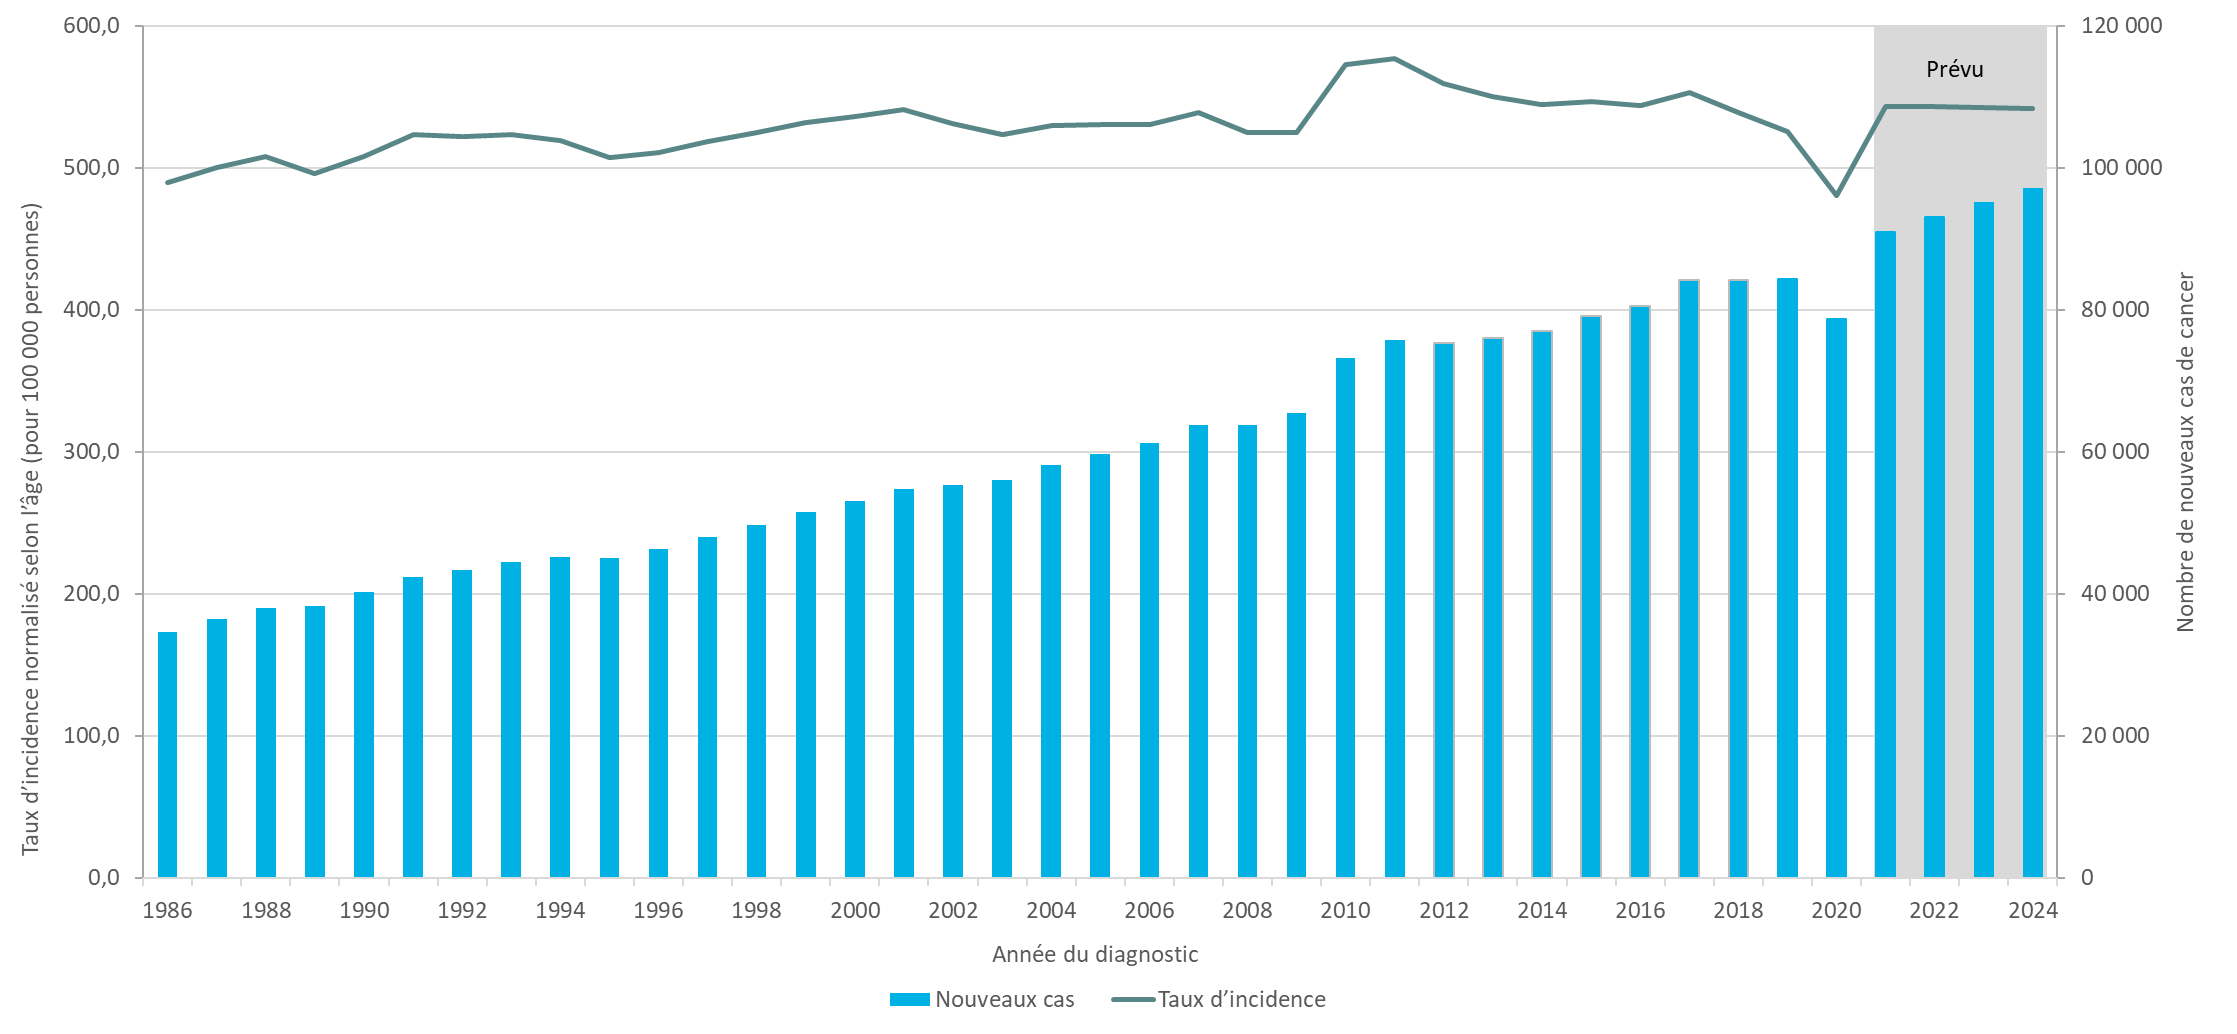 Taux d’incidence normalisé selon l’âge (pour 100 000 personnes)
600,0
500,0
400,0
300,0
200,0
100,0
0,0
Prévu
120 000
100 000
80 000
60 000
40 000
20 000
0
Nombre de nouveaux cas de cancer
1986 1988 1990 1992 1994 1996 1998 2000 2002 2004 2006 2008 2010 2012 2014 2016 2018 2020 2022 2024
Année du diagnostic
Nouveaux cas Taux d’incidence